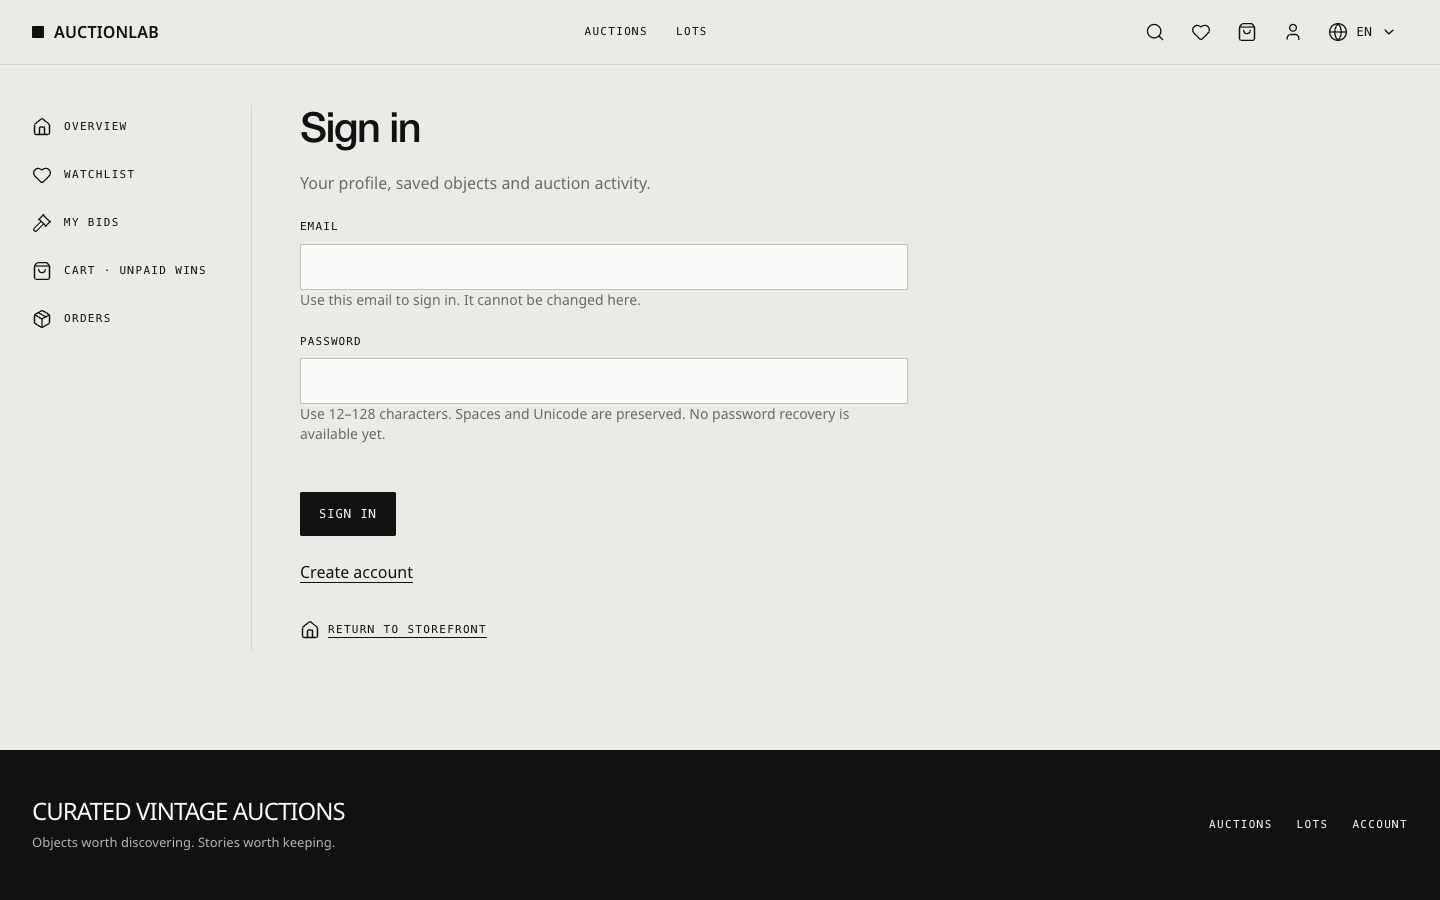 AUCTIONLAB
AUCTIONS
LOTS
EN
OVERVIEW
WATCHLIST
MY BIDS
CART · UNPAID WINS
ORDERS
Sign in
Your profile, saved objects and auction activity.
EMAIL
Use this email to sign in. It cannot be changed here.
PASSWORD
Use 12–128 characters. Spaces and Unicode are preserved. No password recovery is
available yet.
SIGN IN
Create account
RETURN TO STOREFRONT
CURATED VINTAGE AUCTIONS
Objects worth discovering. Stories worth keeping.
AUCTIONS
LOTS
ACCOUNT